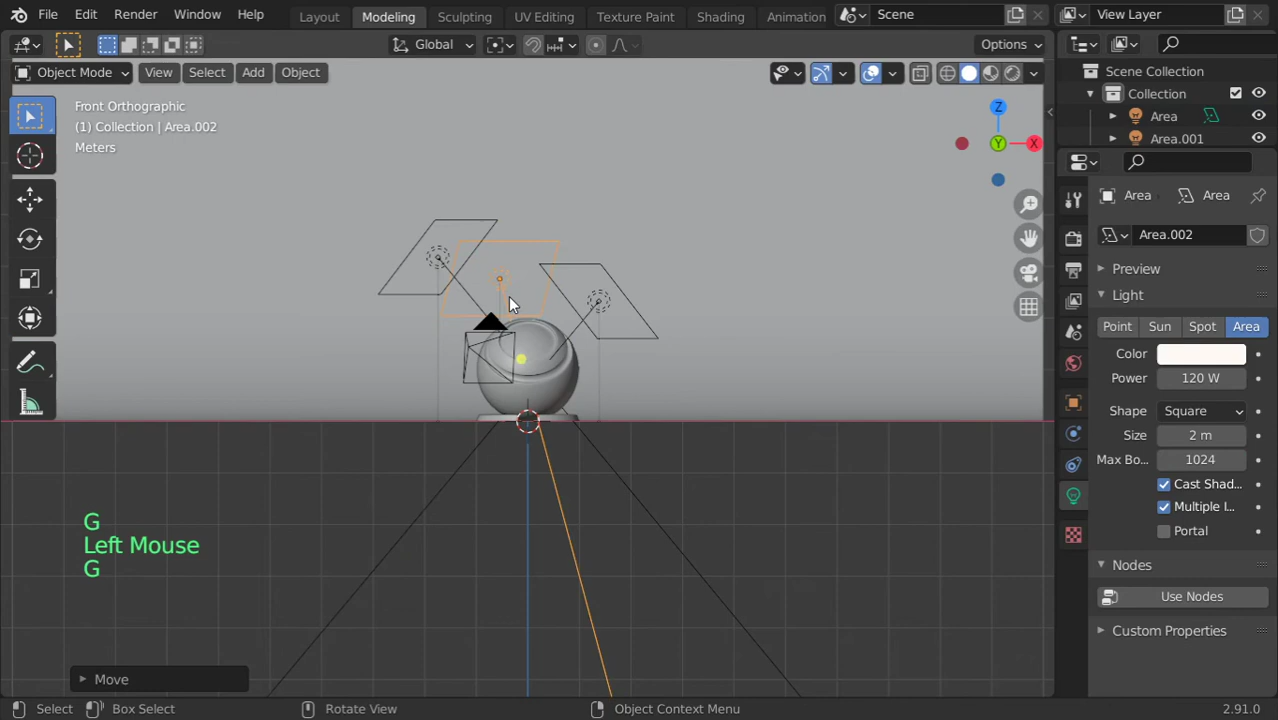 File Edit Render Window Help Layout Modeling Sculpting UV Editing Texture Paint Shading Animation Scene View Layer
Global Options
Object Mode View Select Add Object Scene Collection
Collection
Area
Area.001
Front Orthographic
(1) Collection | Area.002
Meters
Z
Y
X
Area Area
Area.002
Preview
Light
Point Sun Spot Area
Color
Power 120 W
Shape Square
Size 2 m
Max Bo... 1024
Cast Shad...
Multiple I...
Portal
Nodes
Use Nodes
Custom Properties
G
Left Mouse
G
Move
Select Box Select Rotate View Object Context Menu 2.91.0